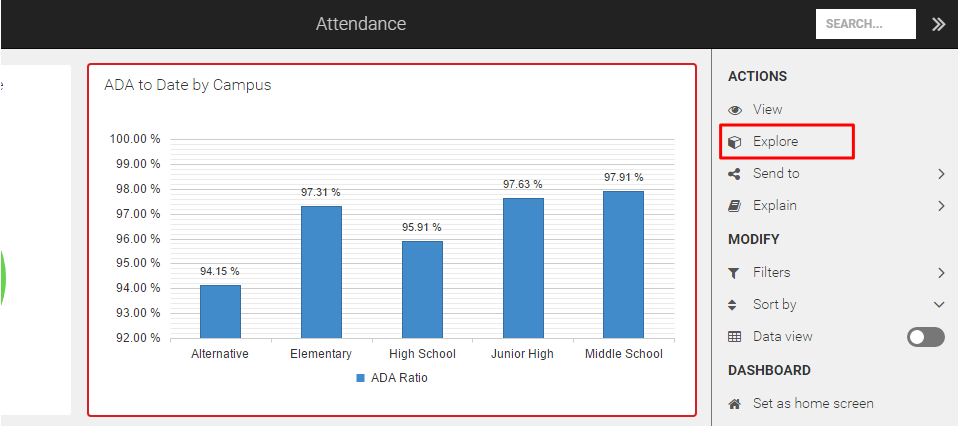 Attendance
SEARCH...
e
ADA to Date by Campus
100.00 %
99.00 %
98.00 %
97.00 %
96.00 %
95.00 %
94.00 %
93.00 %
92.00 %
94.15 %
97.31 %
95.91 %
97.63 %
97.91 %
Alternative
Elementary
High School
Junior High
Middle School
ADA Ratio
ACTIONS
View
Explore
Send to
Explain
MODIFY
Filters
Sort by
Data view
DASHBOARD
Set as home screen